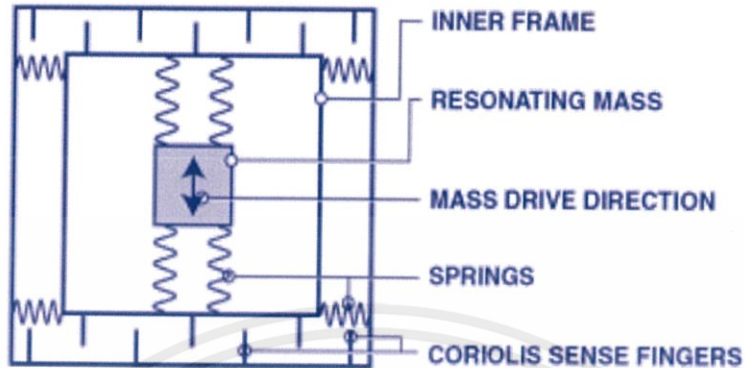 INNER FRAME
RESONATING MASS
MASS DRIVE DIRECTION
SPRINGS
CORIOLIS SENSE FINGERS